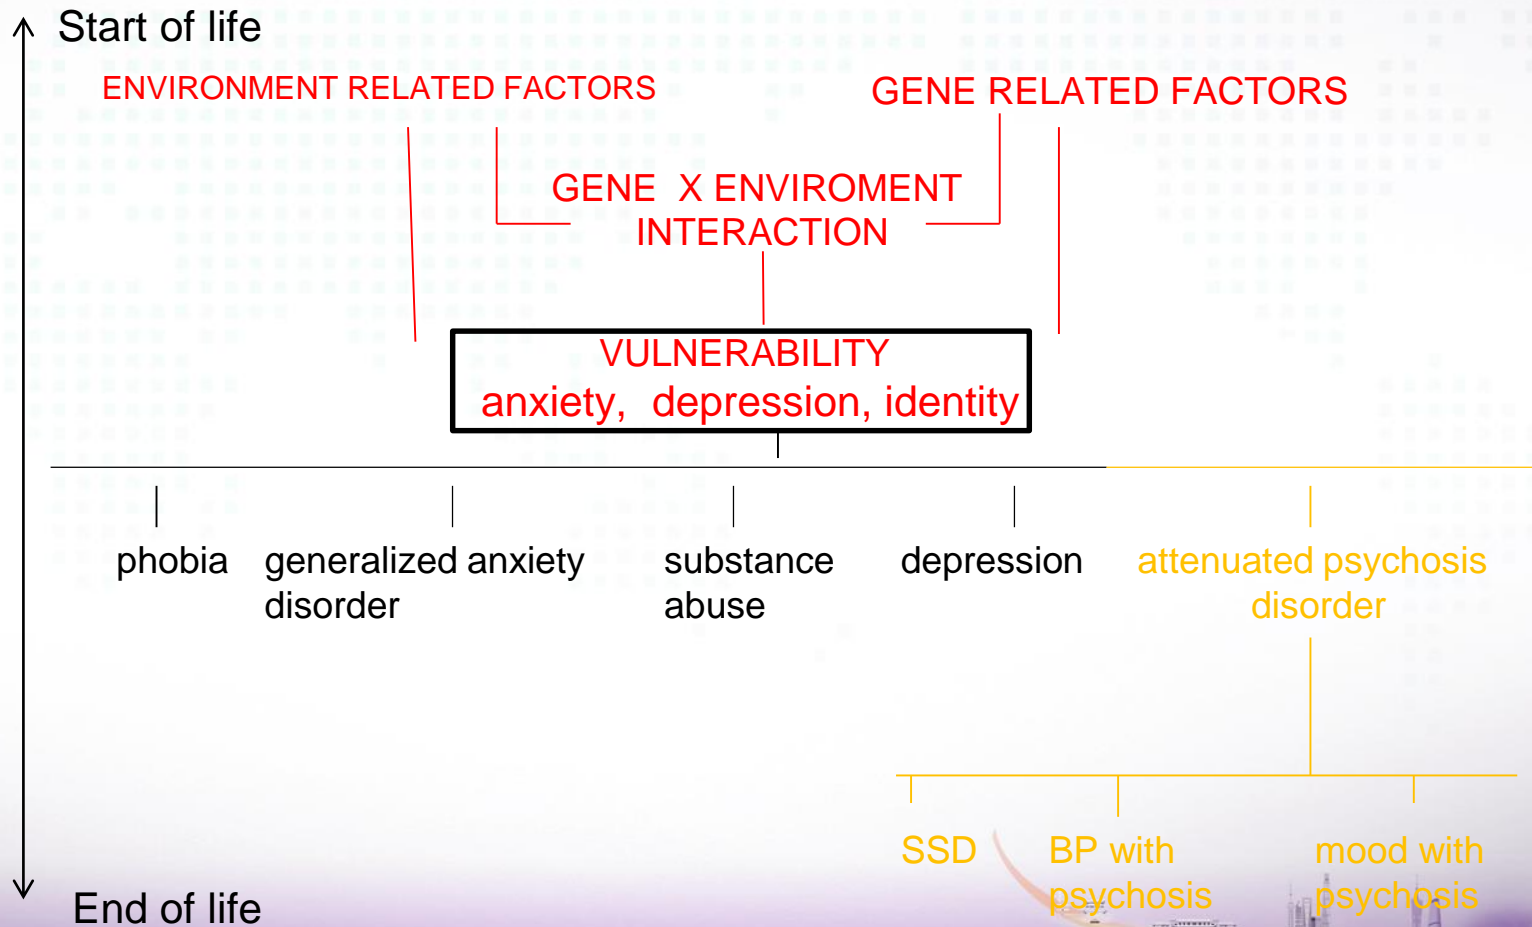 Start of life
ENVIRONMENT RELATED FACTORS
GENE RELATED FACTORS
GENE X ENVIROMENT
INTERACTION
VULNERABILITY
anxiety, depression, identity
phobia
generalized anxiety
disorder
substance
abuse
depression
attenuated psychosis
disorder
SSD
BP with
psychosis
mood with
psychosis
End of life